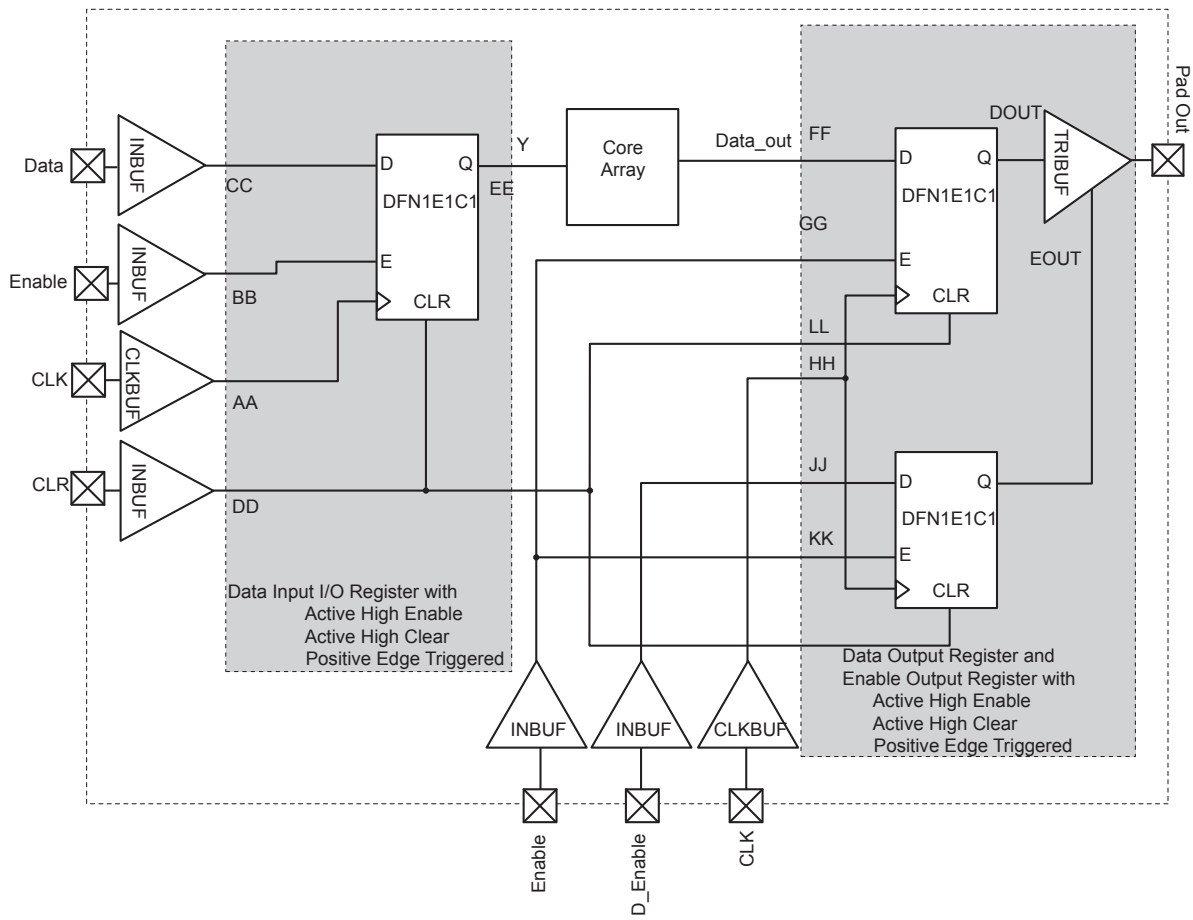 Data
INBUF
CC
Enable
INBUF
BB
CLK
CLKBUF
AA
CLR
INBUF
DD
D
Q
DFN1E1C1
E
CLR
Y
EE
Data Input I/O Register with
Active High Enable
Active High Clear
Positive Edge Triggered
Core
Array
Data_out
FF
GG
LL
HH
JJ
KK
D
Q
DFN1E1C1
E
CLR
DOUT
TRIBUF
EOUT
Pad Out
D
Q
DFN1E1C1
E
CLR
Data Output Register and
Enable Output Register with
Active High Enable
Active High Clear
Positive Edge Triggered
INBUF
INBUF
CLKBUF
Enable
D_Enable
CLK